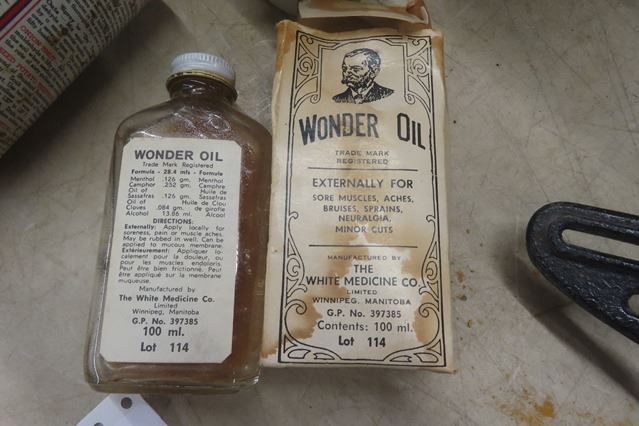 WONDER OIL
Trade Mark Registered
Formula - 28.4 mls - Formule
Menthol .126 gm. Menthol
Camphor .252 gm. Camphre
Oil of Huile de
Sassafras .126 gm. Sassafras
Oil of Huile de Clou
Cloves .084 gm. de girofle
Alcohol 13.06 ml. Alcool
DIRECTIONS:
Externally: Apply locally for
soreness, pain or muscle aches.
May be rubbed in well. Can be
applied to mucous membrane.
Extérieurement: Appliquer lo-
calement pour la douleur, ou
pour les muscles endoloris.
Peut être bien frictionné. Peut
être appliqué sur la membrane
muqueuse.
Manufactured by
The White Medicine Co.
Limited
Winnipeg, Manitoba
G.P. No. 397385
100 ml.
Lot 114
WONDER OIL
TRADE MARK
REGISTERED
EXTERNALLY FOR
SORE MUSCLES, ACHES,
BRUISES, SPRAINS,
NEURALGIA,
MINOR CUTS
MANUFACTURED BY
THE
WHITE MEDICINE CO.
LIMITED
WINNIPEG, MANITOBA
G.P. No. 397385
Contents: 100 ml.
Lot 114